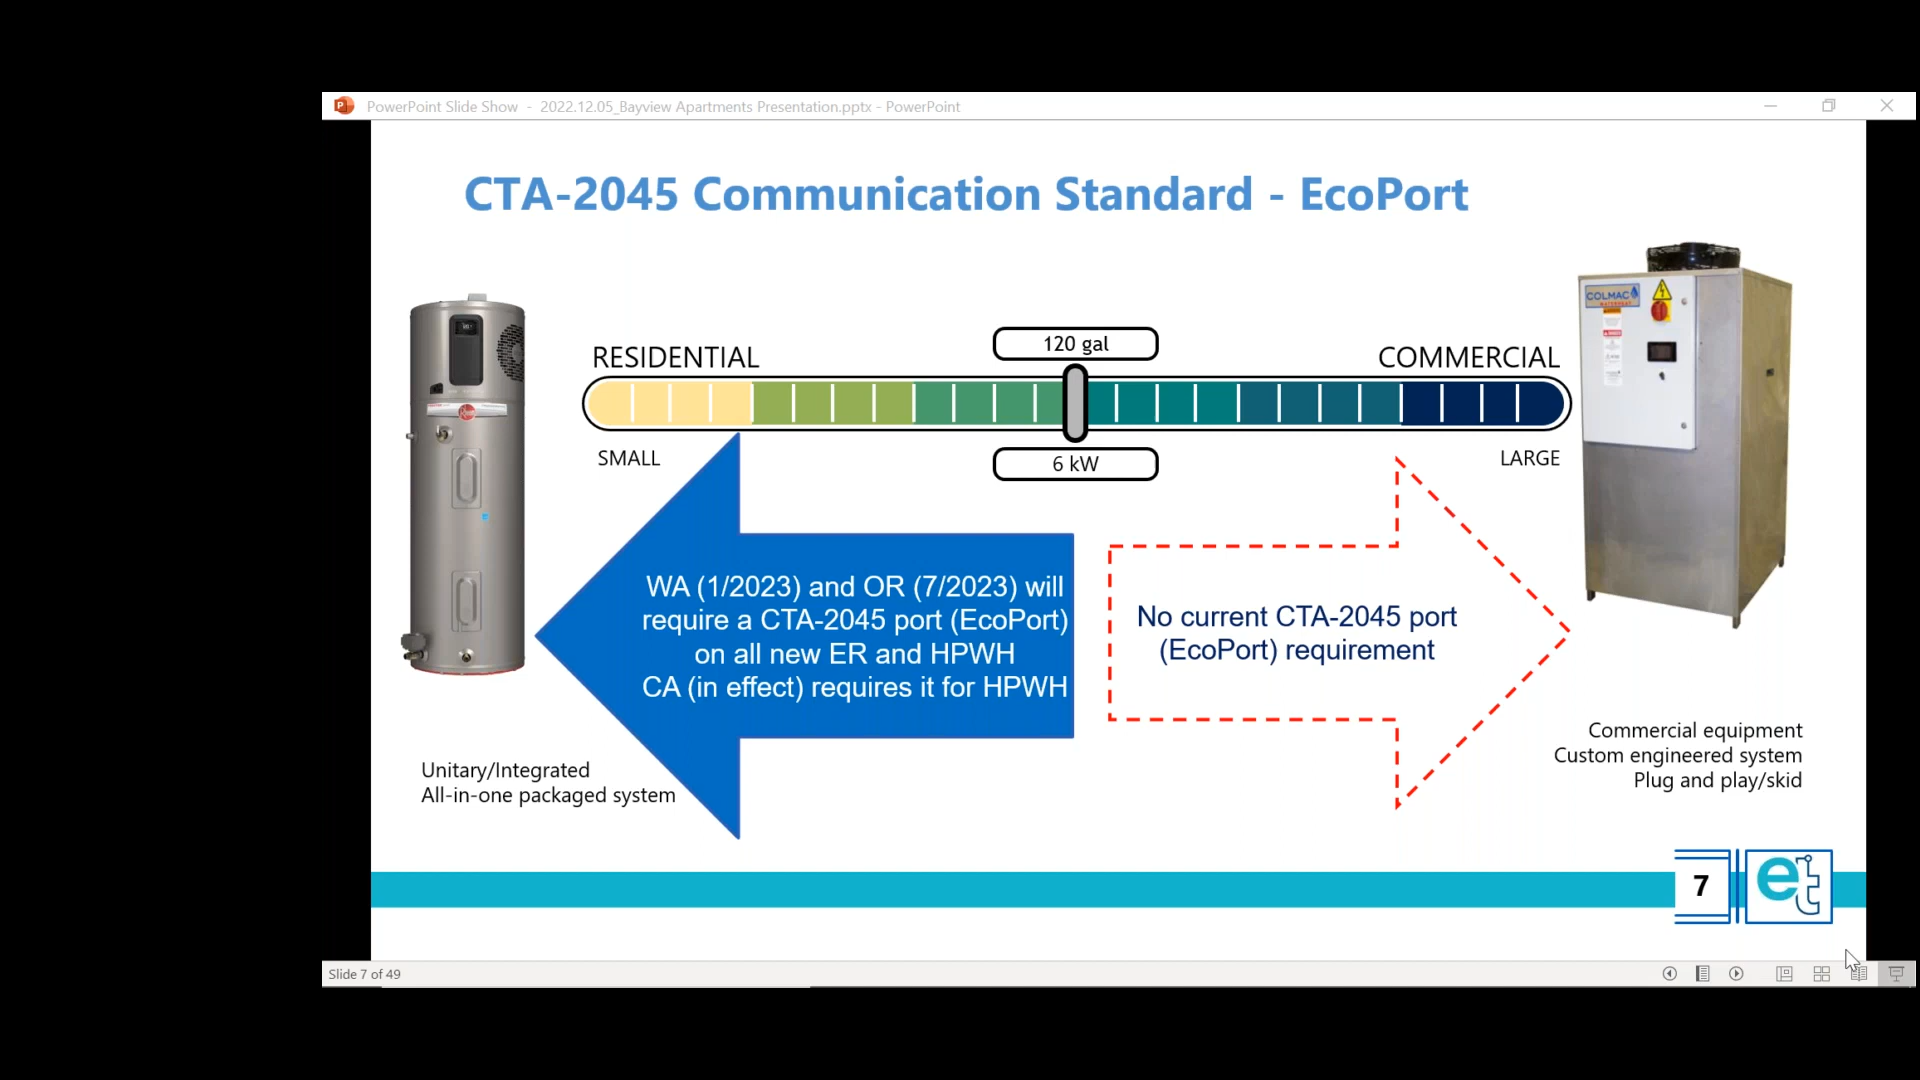 PowerPoint Slide Show - 2022.12.05_Bayview Apartments Presentation.pptx - PowerPoint
CTA-2045 Communication Standard - EcoPort
RESIDENTIAL
120 gal
COMMERCIAL
SMALL
6 kW
LARGE
COLMAC
WA (1/2023) and OR (7/2023) will
require a CTA-2045 port (EcoPort)
on all new ER and HPWH
CA (in effect) requires it for HPWH
No current CTA-2045 port
(EcoPort) requirement
Unitary/Integrated
All-in-one packaged system
Commercial equipment
Custom engineered system
Plug and play/skid
7
et
Slide 7 of 49